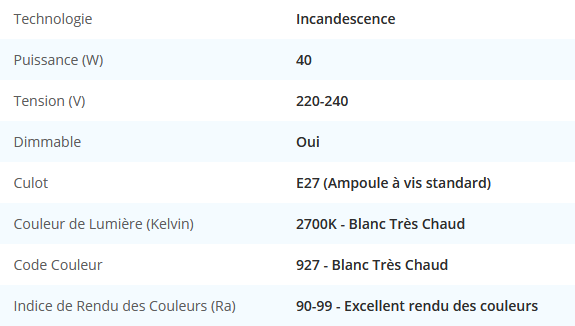 Technologie Incandescence
Puissance (W) 40
Tension (V) 220-240
Dimmable Oui
Culot E27 (Ampoule à vis standard)
Couleur de Lumière (Kelvin) 2700K - Blanc Très Chaud
Code Couleur 927 - Blanc Très Chaud
Indice de Rendu des Couleurs (Ra) 90-99 - Excellent rendu des couleurs